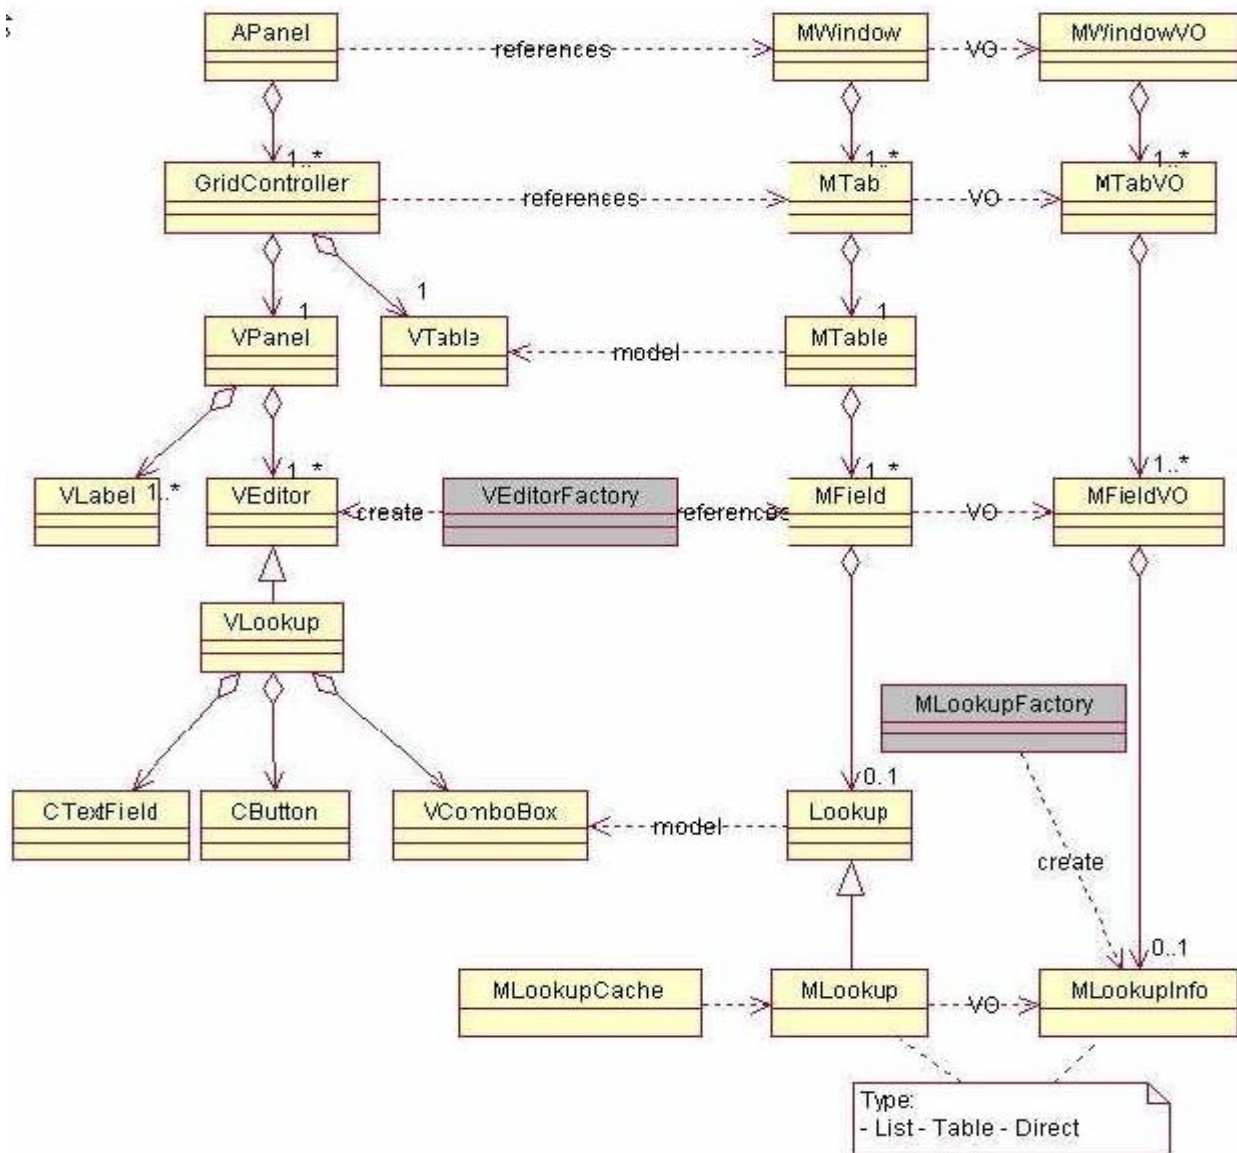 APanel
references
MWindow
VO
MWindowVO
1..*
1..*
1..*
GridController
references
MTab
VO
MTabVO
1
1
1
VPanel
VTable
model
MTable
1..*
1..*
1..*
1..*
VLabel
VEditor
create
VEditorFactory
references
MField
VO
MFieldVO
VLookup
MLookupFactory
0..1
CTextField
CButton
VComboBox
model
Lookup
create
0..1
MLookupCache
MLookup
VO
MLookupInfo
Type:
- List - Table - Direct